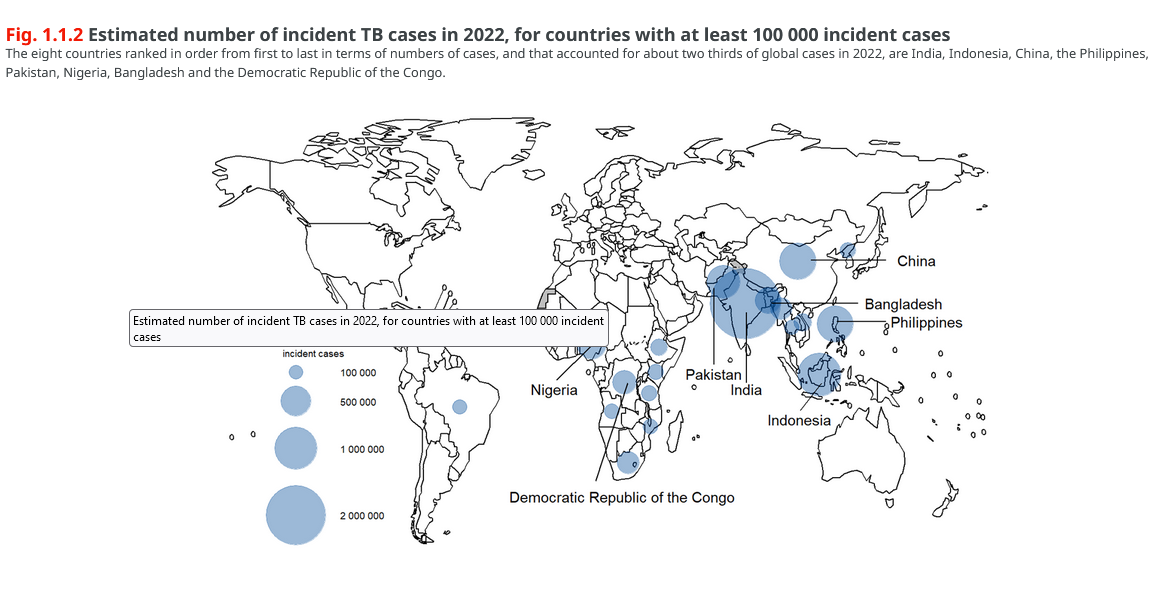 Fig. 1.1.2 Estimated number of incident TB cases in 2022, for countries with at least 100 000 incident cases
The eight countries ranked in order from first to last in terms of numbers of cases, and that accounted for about two thirds of global cases in 2022, are India, Indonesia, China, the Philippines,
Pakistan, Nigeria, Bangladesh and the Democratic Republic of the Congo.
China
Bangladesh
Philippines
Estimated number of incident TB cases in 2022, for countries with at least 100 000 incident
cases
incident cases
100 000
500 000
1 000 000
2 000 000
Pakistan
India
Nigeria
Indonesia
Democratic Republic of the Congo